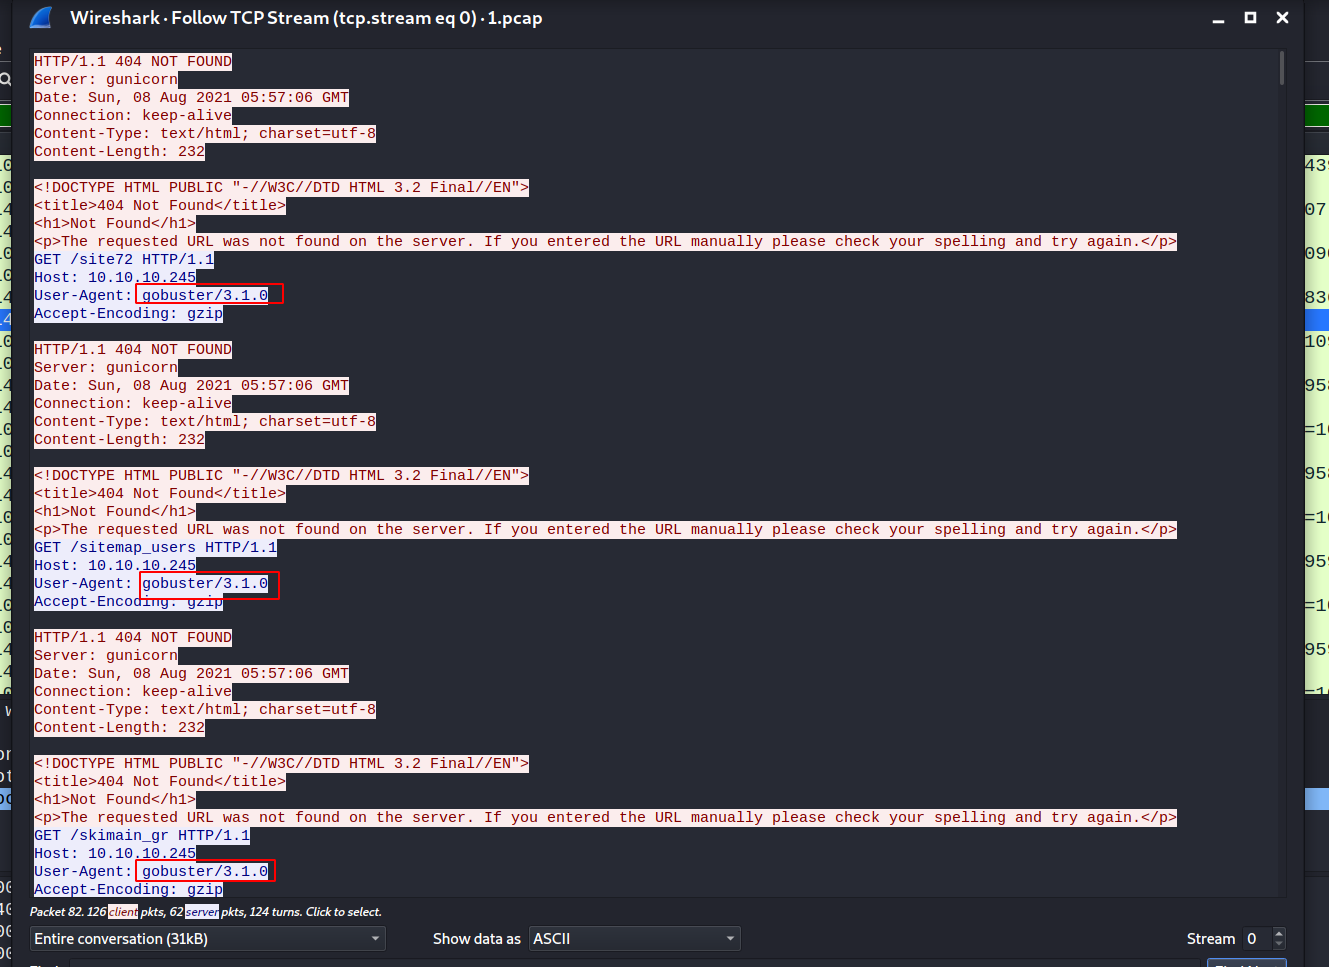 Wireshark · Follow TCP Stream (tcp.stream eq 0) · 1.pcap
HTTP/1.1 404 NOT FOUND
Server: gunicorn
Date: Sun, 08 Aug 2021 05:57:06 GMT
Connection: keep-alive
Content-Type: text/html; charset=utf-8
Content-Length: 232
<!DOCTYPE HTML PUBLIC "-//W3C//DTD HTML 3.2 Final//EN">
<title>404 Not Found</title>
<h1>Not Found</h1>
<p>The requested URL was not found on the server. If you entered the URL manually please check your spelling and try again.</p>
GET /site72 HTTP/1.1
Host: 10.10.10.245
User-Agent: gobuster/3.1.0
Accept-Encoding: gzip
HTTP/1.1 404 NOT FOUND
Server: gunicorn
Date: Sun, 08 Aug 2021 05:57:06 GMT
Connection: keep-alive
Content-Type: text/html; charset=utf-8
Content-Length: 232
<!DOCTYPE HTML PUBLIC "-//W3C//DTD HTML 3.2 Final//EN">
<title>404 Not Found</title>
<h1>Not Found</h1>
<p>The requested URL was not found on the server. If you entered the URL manually please check your spelling and try again.</p>
GET /sitemap_users HTTP/1.1
Host: 10.10.10.245
User-Agent: gobuster/3.1.0
Accept-Encoding: gzip
HTTP/1.1 404 NOT FOUND
Server: gunicorn
Date: Sun, 08 Aug 2021 05:57:06 GMT
Connection: keep-alive
Content-Type: text/html; charset=utf-8
Content-Length: 232
<!DOCTYPE HTML PUBLIC "-//W3C//DTD HTML 3.2 Final//EN">
<title>404 Not Found</title>
<h1>Not Found</h1>
<p>The requested URL was not found on the server. If you entered the URL manually please check your spelling and try again.</p>
GET /skimain_gr HTTP/1.1
Host: 10.10.10.245
User-Agent: gobuster/3.1.0
Accept-Encoding: gzip
Packet 82. 126 client pkts, 62 server pkts, 124 turns. Click to select.
Entire conversation (31kB) Show data as ASCII Stream 0